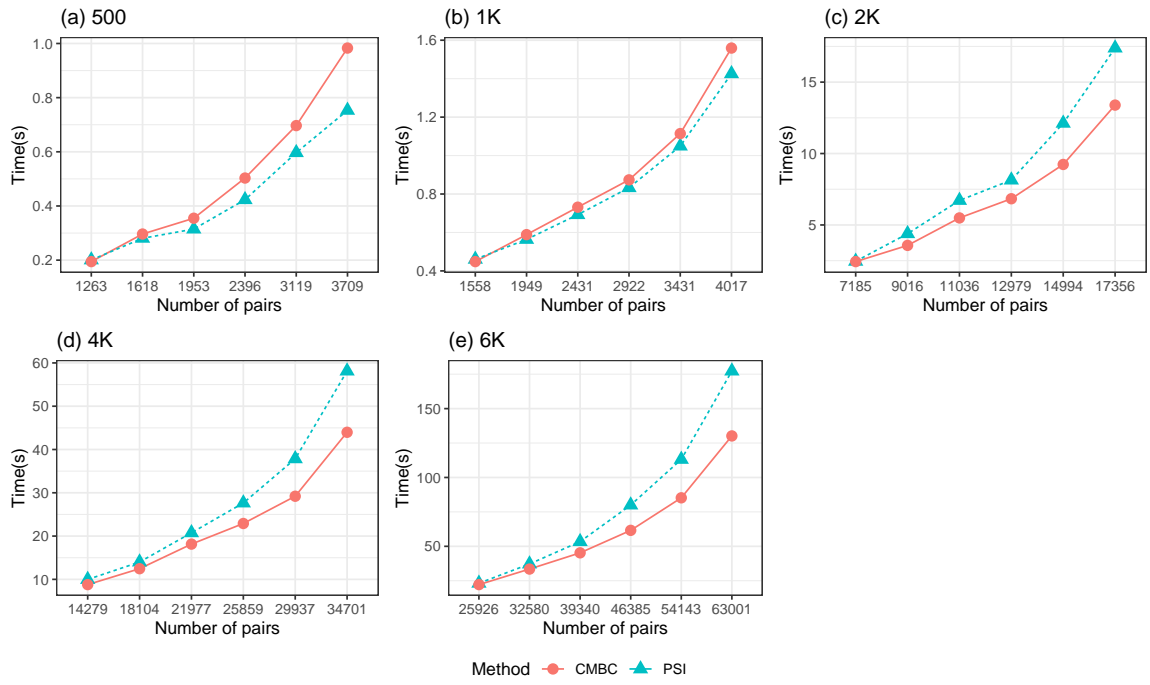 (a) 500
1.0
0.8
0.6
0.4
0.2
Time(s)
1263 1618 1953 2396 3119 3709
Number of pairs
(b) 1K
1.6
1.2
0.8
0.4
Time(s)
1558 1949 2431 2922 3431 4017
Number of pairs
(c) 2K
15
10
5
Time(s)
7185 9016 11036 12979 14994 17356
Number of pairs
(d) 4K
60
50
40
30
20
10
Time(s)
14279 18104 21977 25859 29937 34701
Number of pairs
(e) 6K
150
100
50
Time(s)
25926 32580 39340 46385 54143 63001
Number of pairs
Method CMBC PSI